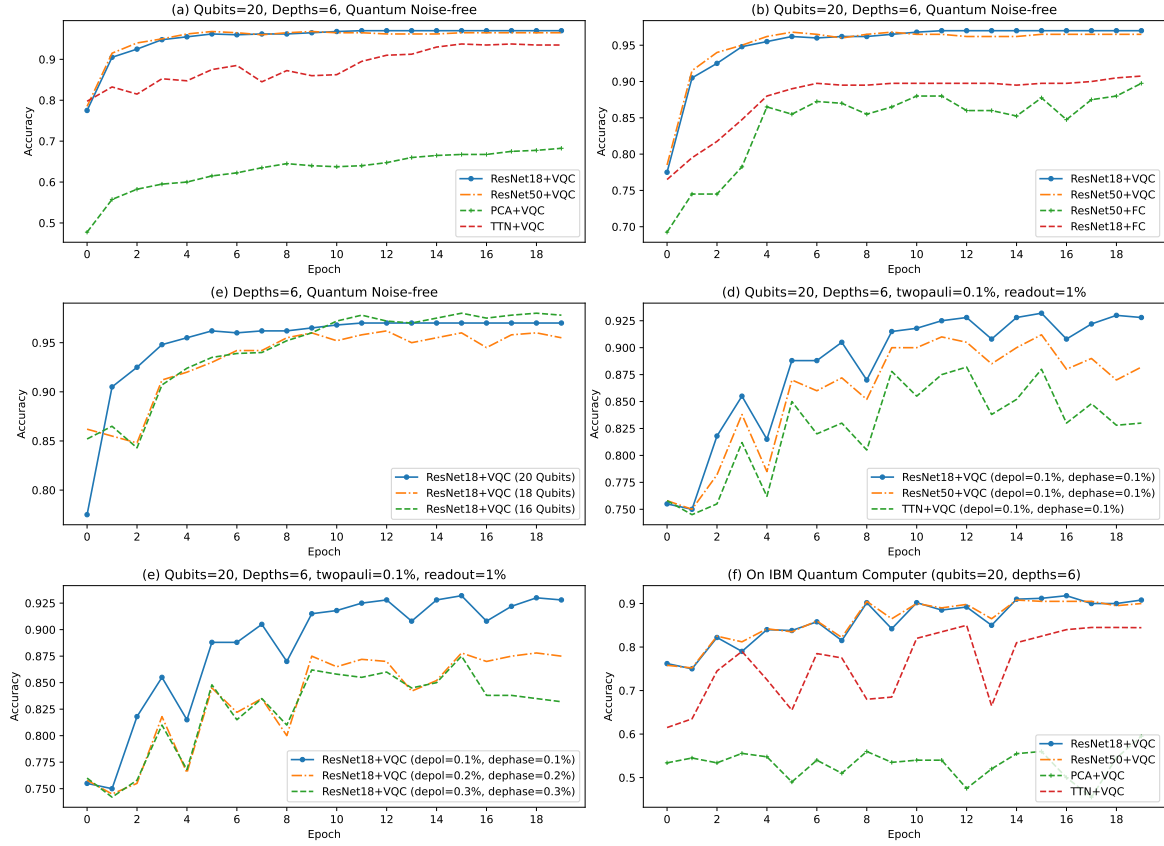 (a) Qubits=20, Depths=6, Quantum Noise-free
Accuracy
0.9
0.8
0.7
0.6
0.5
ResNet18+VQC
ResNet50+VQC
PCA+VQC
TTN+VQC
0 2 4 6 8 10 12 14 16 18
Epoch
(b) Qubits=20, Depths=6, Quantum Noise-free
Accuracy
0.95
0.90
0.85
0.80
0.75
0.70
ResNet18+VQC
ResNet50+VQC
ResNet50+FC
ResNet18+FC
0 2 4 6 8 10 12 14 16 18
Epoch
(e) Depths=6, Quantum Noise-free
Accuracy
0.95
0.90
0.85
0.80
ResNet18+VQC (20 Qubits)
ResNet18+VQC (18 Qubits)
ResNet18+VQC (16 Qubits)
0 2 4 6 8 10 12 14 16 18
Epoch
(d) Qubits=20, Depths=6, twopauli=0.1%, readout=1%
Accuracy
0.925
0.900
0.875
0.850
0.825
0.800
0.775
0.750
ResNet18+VQC (depol=0.1%, dephase=0.1%)
ResNet50+VQC (depol=0.1%, dephase=0.1%)
TTN+VQC (depol=0.1%, dephase=0.1%)
0 2 4 6 8 10 12 14 16 18
Epoch
(e) Qubits=20, Depths=6, twopauli=0.1%, readout=1%
Accuracy
0.925
0.900
0.875
0.850
0.825
0.800
0.775
0.750
ResNet18+VQC (depol=0.1%, dephase=0.1%)
ResNet18+VQC (depol=0.2%, dephase=0.2%)
ResNet18+VQC (depol=0.3%, dephase=0.3%)
0 2 4 6 8 10 12 14 16 18
Epoch
(f) On IBM Quantum Computer (qubits=20, depths=6)
Accuracy
0.9
0.8
0.7
0.6
0.5
ResNet18+VQC
ResNet50+VQC
PCA+VQC
TTN+VQC
0 2 4 6 8 10 12 14 16 18
Epoch